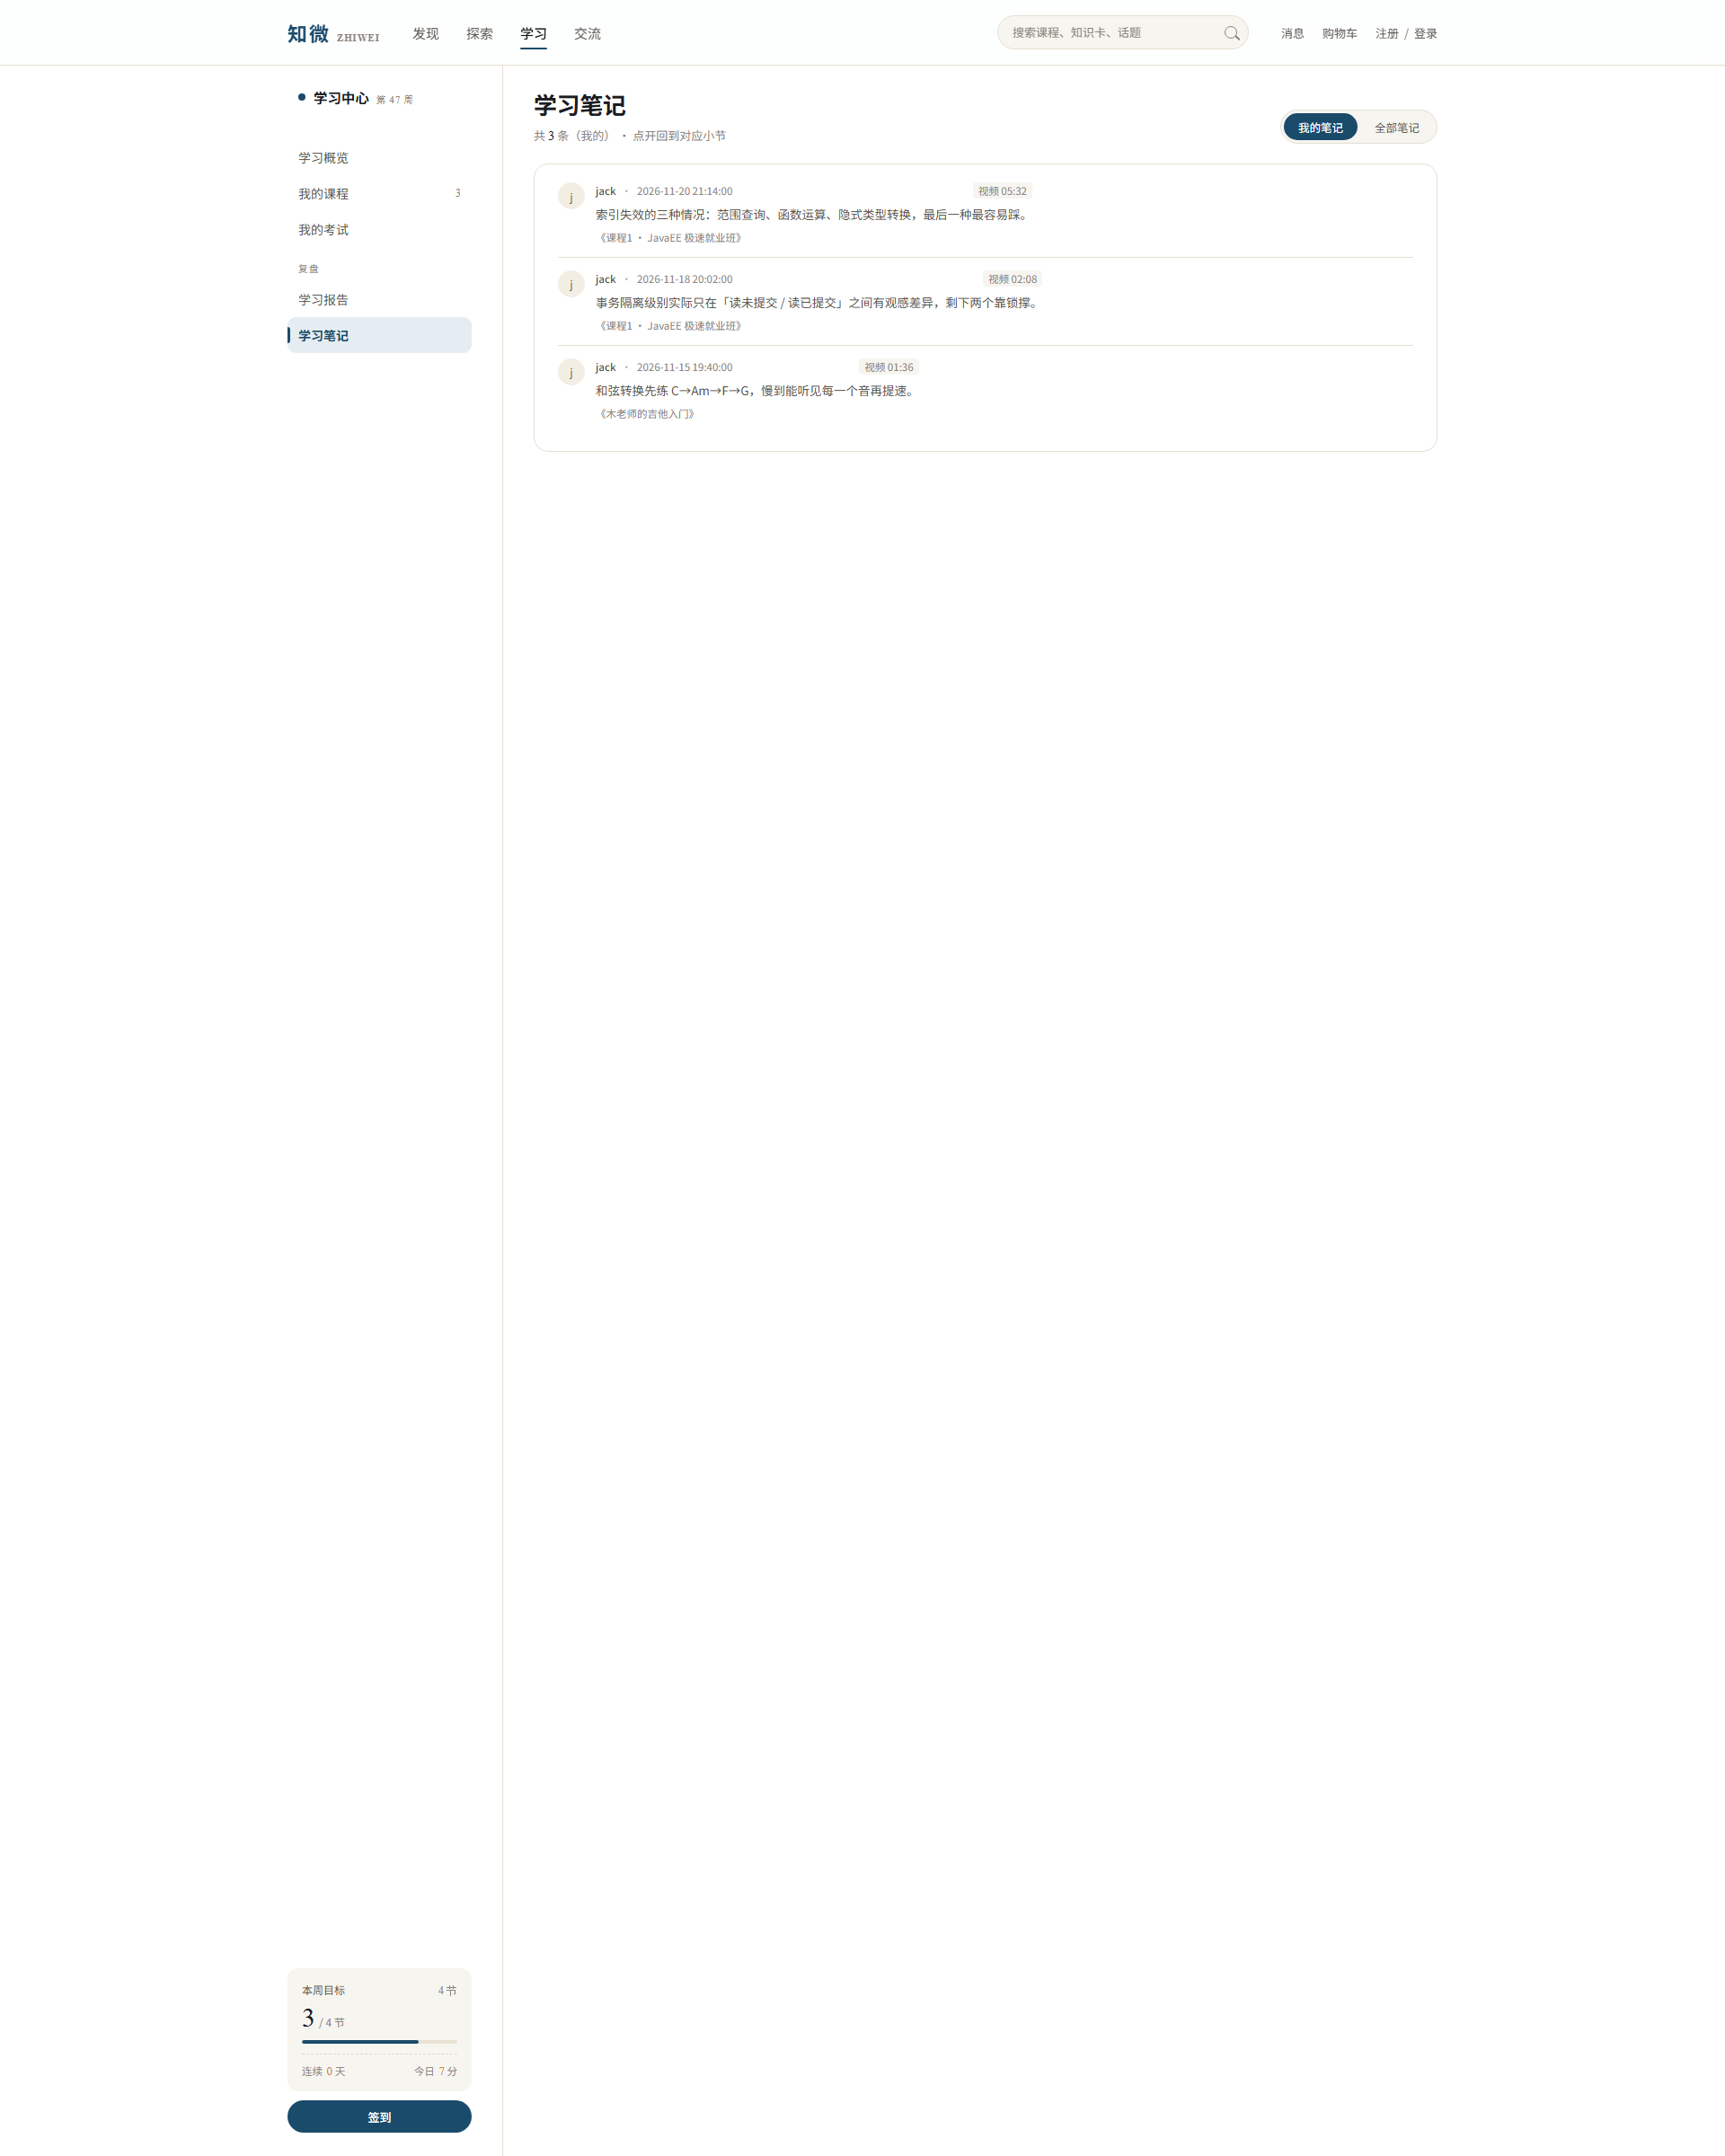 知微 ZHIWEI 发现 探索 学习 交流 搜索课程、知识卡、话题 消息 购物车 注册 / 登录
学习中心 第 47 周
学习概览
我的课程 3
我的考试
复盘
学习报告
学习笔记
本周目标 4 节
3 / 4 节
连续 0 天 今日 7 分
签到
学习笔记
共 3 条（我的） · 点开回到对应小节
我的笔记 全部笔记
j jack · 2026-11-20 21:14:00 视频 05:32
索引失效的三种情况：范围查询、函数运算、隐式类型转换，最后一种最容易踩。
《课程1 · JavaEE 极速就业班》
j jack · 2026-11-18 20:02:00 视频 02:08
事务隔离级别实际只在「读未提交 / 读已提交」之间有观感差异，剩下两个靠锁撑。
《课程1 · JavaEE 极速就业班》
j jack · 2026-11-15 19:40:00 视频 01:36
和弦转换先练 C→Am→F→G，慢到能听见每一个音再提速。
《木老师的吉他入门》